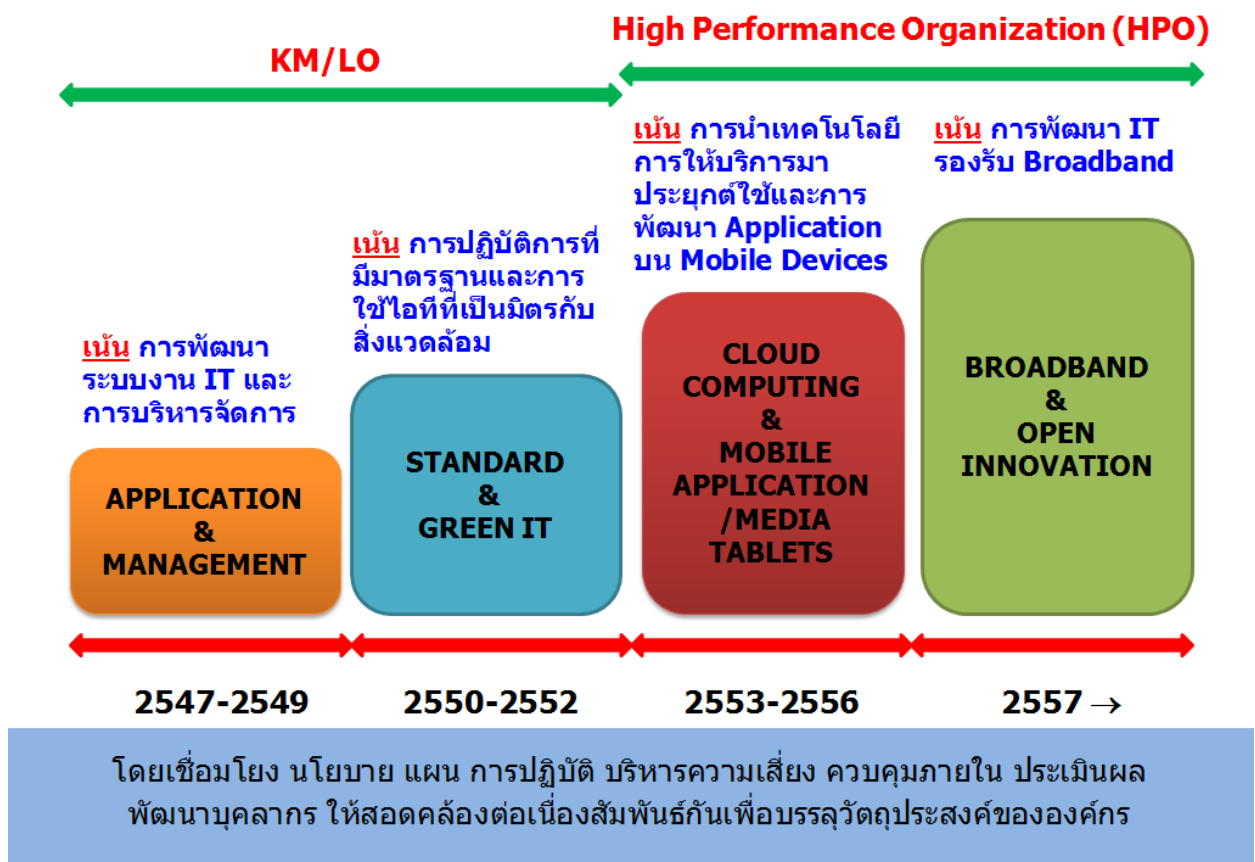 KM/LO
High Performance Organization (HPO)
เน้น การพัฒนา
ระบบงาน IT และ
การบริหารจัดการ
APPLICATION
&
MANAGEMENT
เน้น การปฏิบัติการที่
มีมาตรฐานและการ
ใช้ไอทีที่เป็นมิตรกับ
สิ่งแวดล้อม
STANDARD
&
GREEN IT
เน้น การนำเทคโนโลยี
การให้บริการมา
ประยุกต์ใช้และการ
พัฒนา Application
บน Mobile Devices
CLOUD
COMPUTING
&
MOBILE
APPLICATION
/MEDIA
TABLETS
เน้น การพัฒนา IT
รองรับ Broadband
BROADBAND
&
OPEN
INNOVATION
2547-2549
2550-2552
2553-2556
2557 →
โดยเชื่อมโยง นโยบาย แผน การปฏิบัติ บริหารความเสี่ยง ควบคุมภายใน ประเมินผล
พัฒนาบุคลากร ให้สอดคล้องต่อเนื่องสัมพันธ์กันเพื่อบรรลุวัตถุประสงค์ขององค์กร